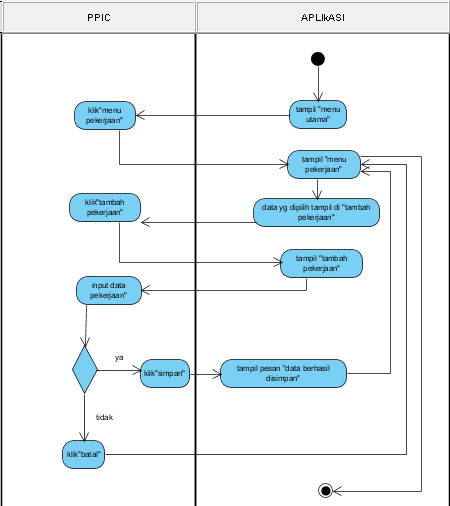 PPIC
APLIkASI
tampil "menu
utama"
klik"menu
pekerjaan"
tampil "menu
pekerjaan"
data yg dipilih tampil di "tambah
pekerjaan"
klik"tambah
pekerjaan"
tampil "tambah
pekerjaan"
input data
pekerjaan"
ya
klik"simpan"
tampil pesan "data berhasil
disimpan"
tidak
klik"batal"